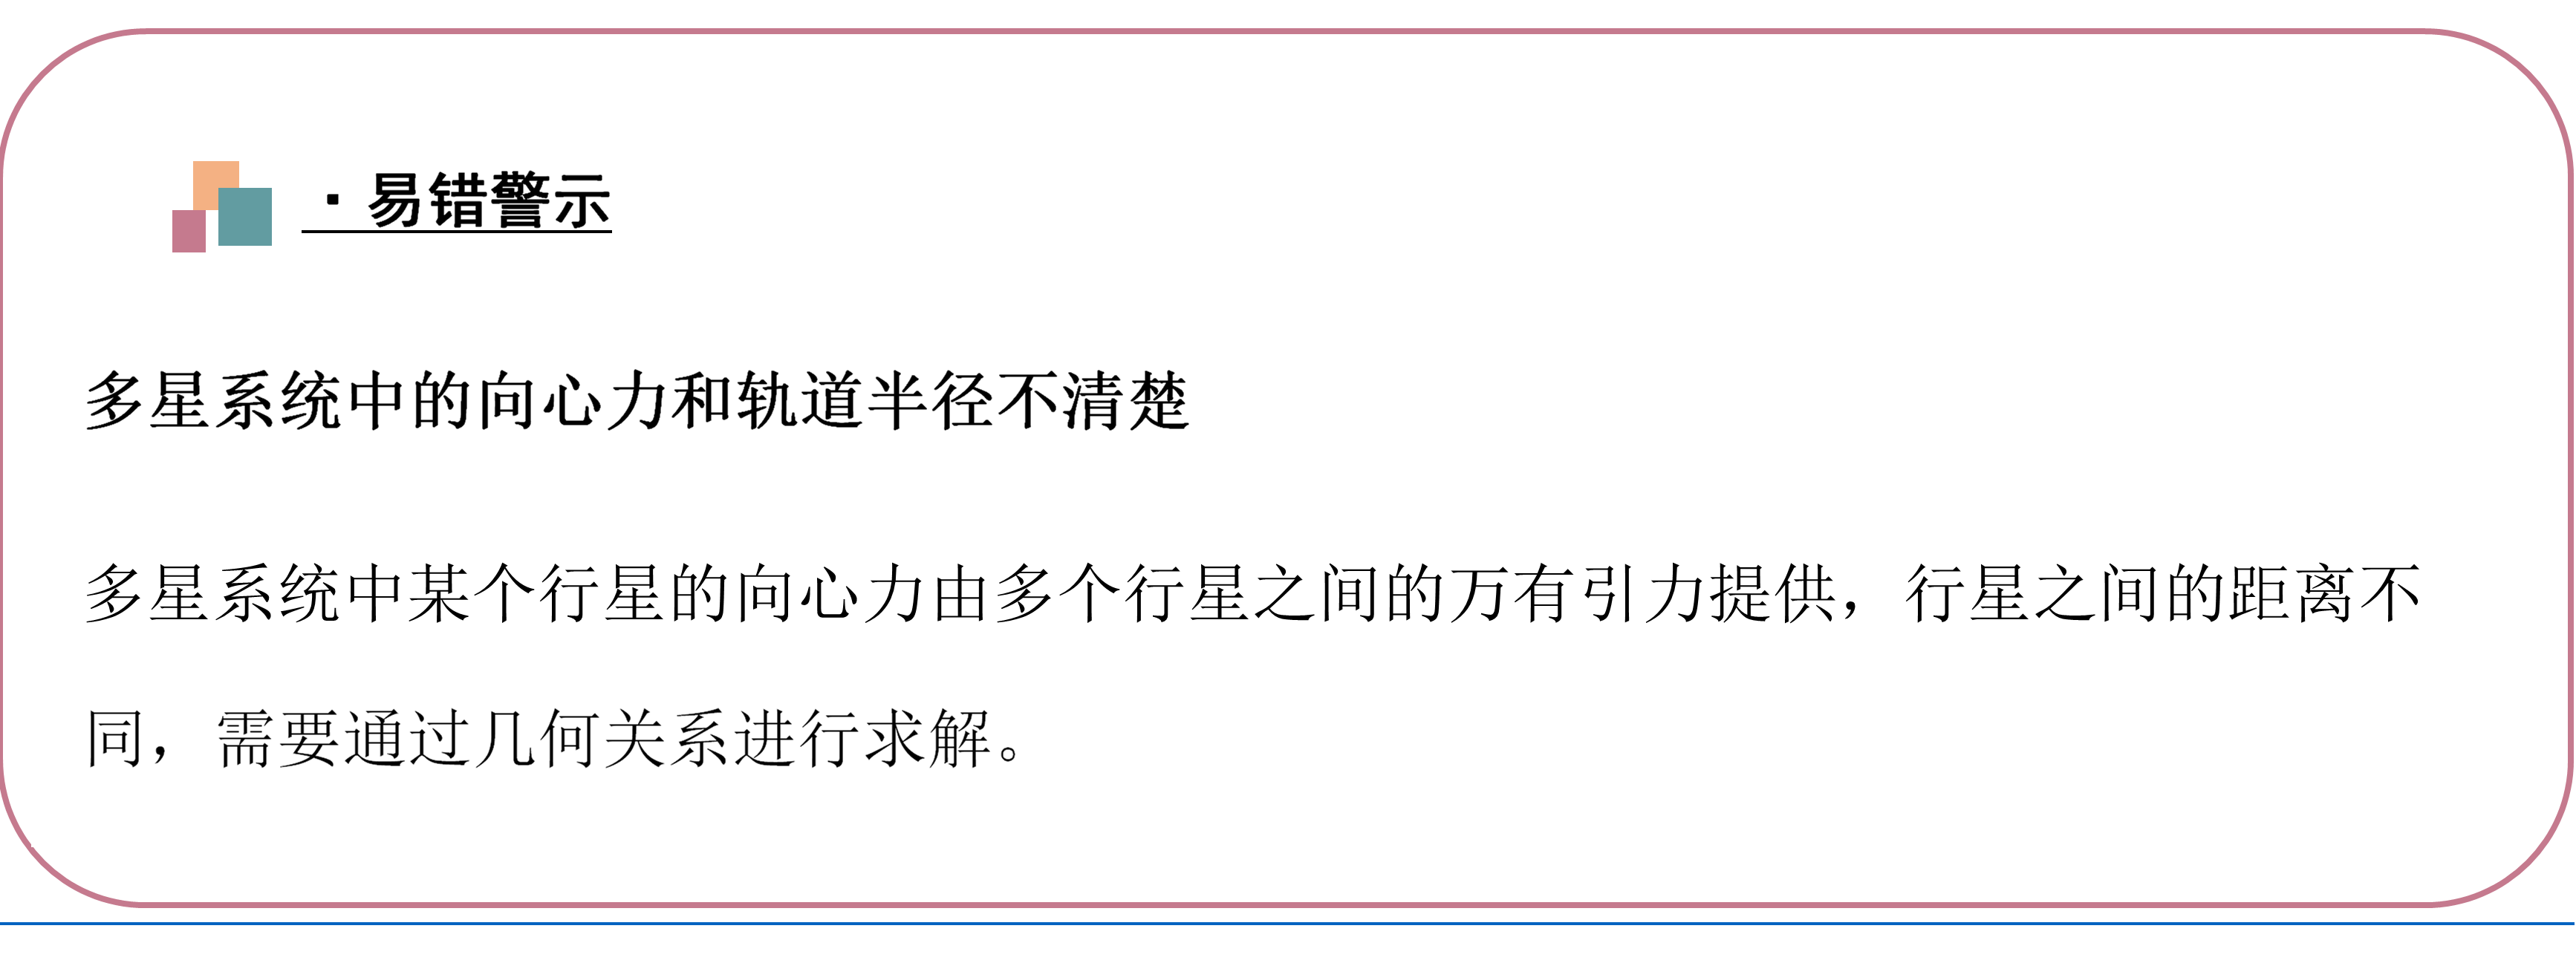 ·易错警示
多星系统中的向心力和轨道半径不清楚
多星系统中某个行星的向心力由多个行星之间的万有引力提供，行星之间的距离不
同，需要通过几何关系进行求解。